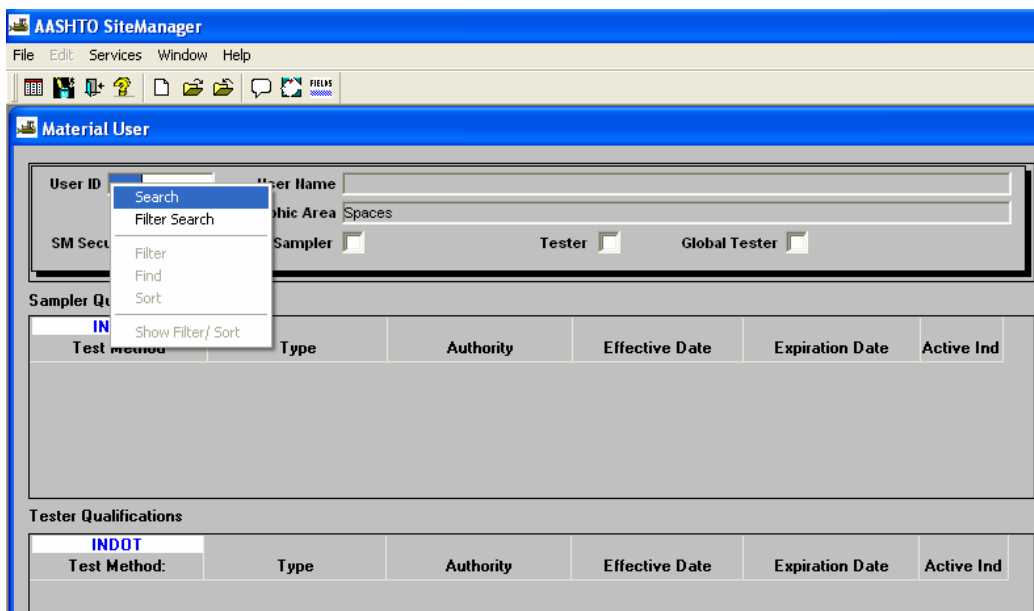 AASHTO SiteManager
File Edit Services Window Help
FIELDS
Material User
User ID User Name
Search
Filter Search
Spaces
SM Secu Sampler Tester Global Tester
Filter
Find
Sort
Show Filter/ Sort
Sampler Qu
IN
Test Method Type Authority Effective Date Expiration Date Active Ind
Tester Qualifications
INDOT
Test Method: Type Authority Effective Date Expiration Date Active Ind